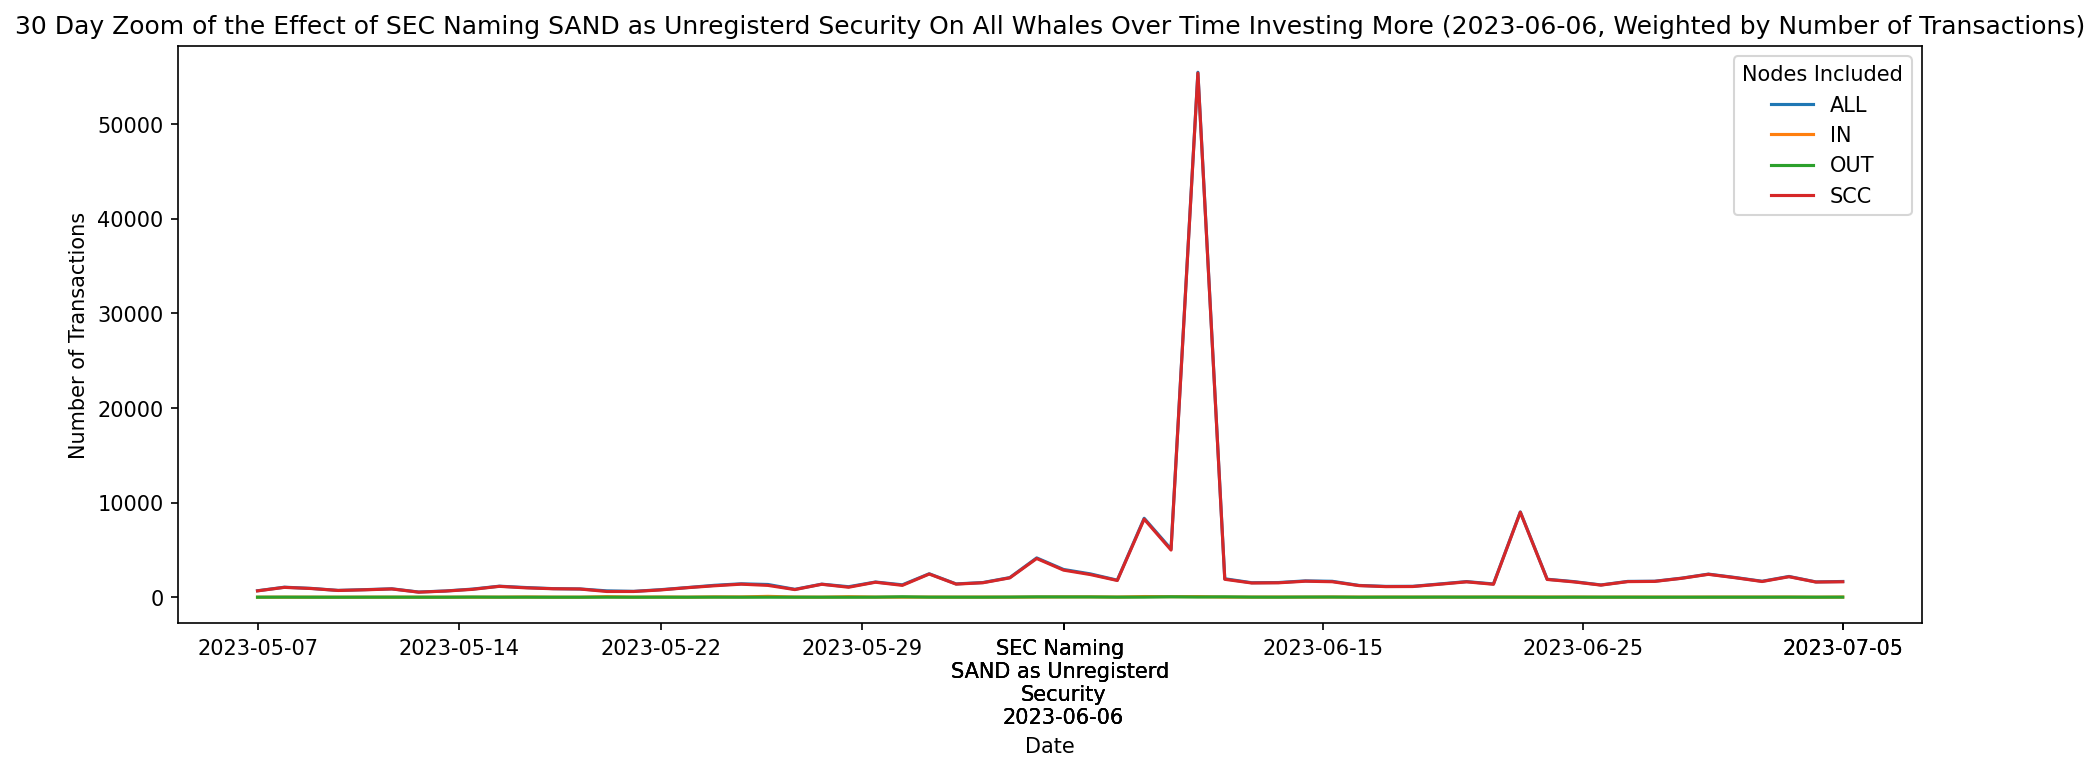 30 Day Zoom of the Effect of SEC Naming SAND as Unregisterd Security On All Whales Over Time Investing More (2023-06-06, Weighted by Number of Transactions)
Nodes Included
ALL
IN
OUT
SCC
Number of Transactions
50000
40000
30000
20000
10000
0
2023-05-07
2023-05-14
2023-05-22
2023-05-29
SEC Naming
SAND as Unregisterd
Security
2023-06-06
2023-06-15
2023-06-25
2023-07-05
Date